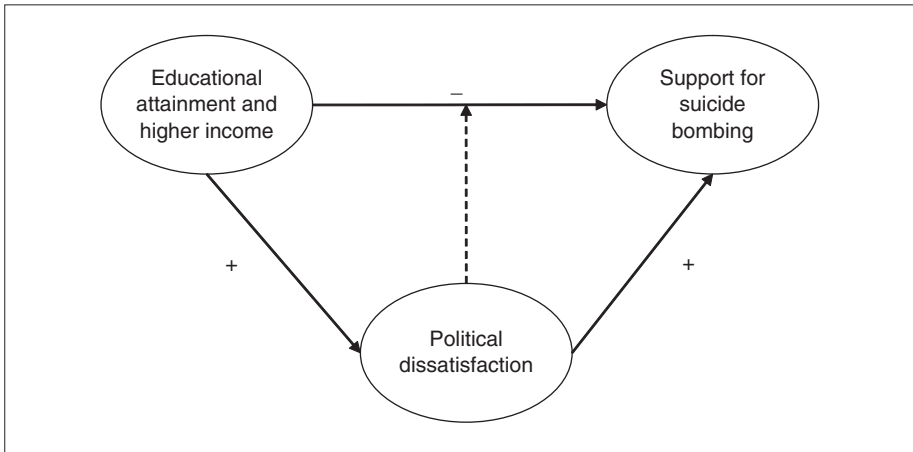 Educational
attainment and
higher income
–
Support for
suicide
bombing
+
+
Political
dissatisfaction